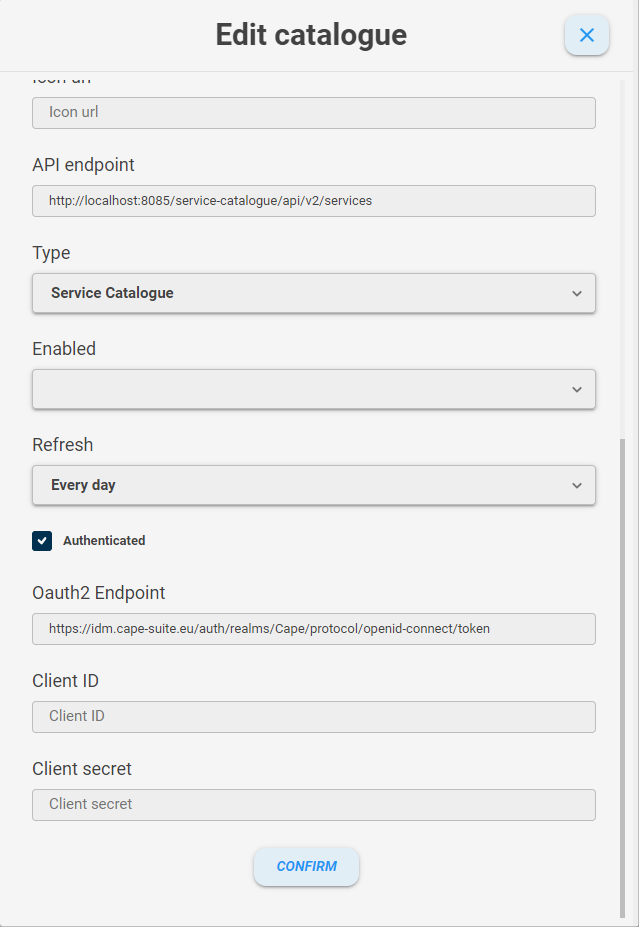 Edit catalogue
Icon url
Icon url
API endpoint
http://localhost:8085/service-catalogue/api/v2/services
Type
Service Catalogue
Enabled
Refresh
Every day
Authenticated
Oauth2 Endpoint
https://idm.cape-suite.eu/auth/realms/Cape/protocol/openid-connect/token
Client ID
Client ID
Client secret
Client secret
CONFIRM